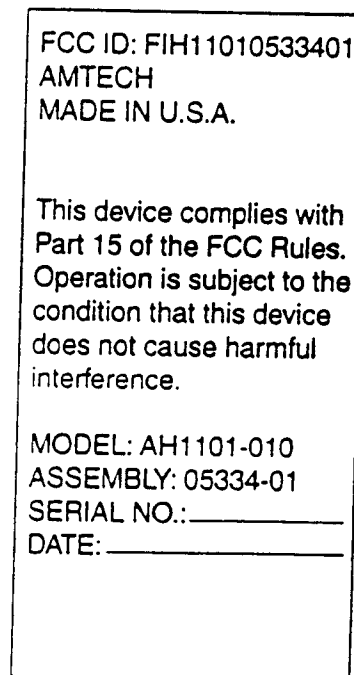 FCC ID: FIH11010533401
AMTECH
MADE IN U.S.A.
This device complies with
Part 15 of the FCC Rules.
Operation is subject to the
condition that this device
does not cause harmful
interference.
MODEL: AH1101-010
ASSEMBLY: 05334-01
SERIAL NO.:
DATE: